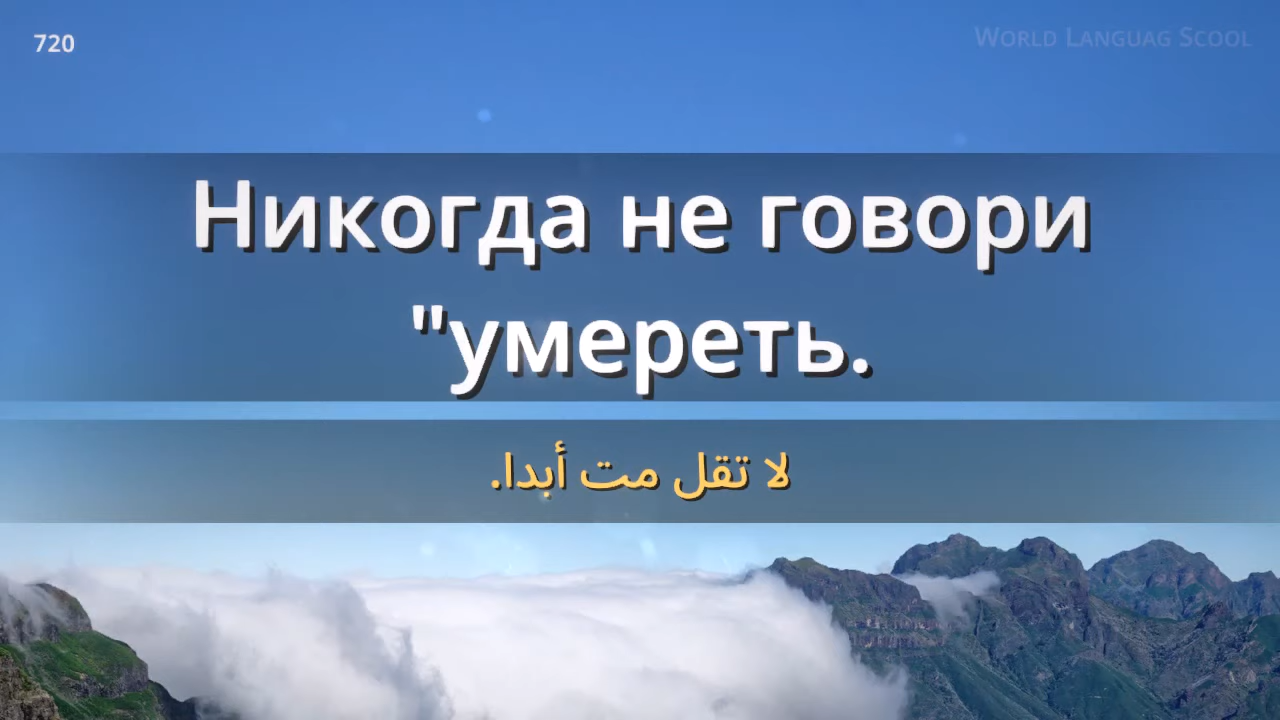 720
World Languag Scool
Никогда не говори
"умереть.
لا تقل مت أبدا.